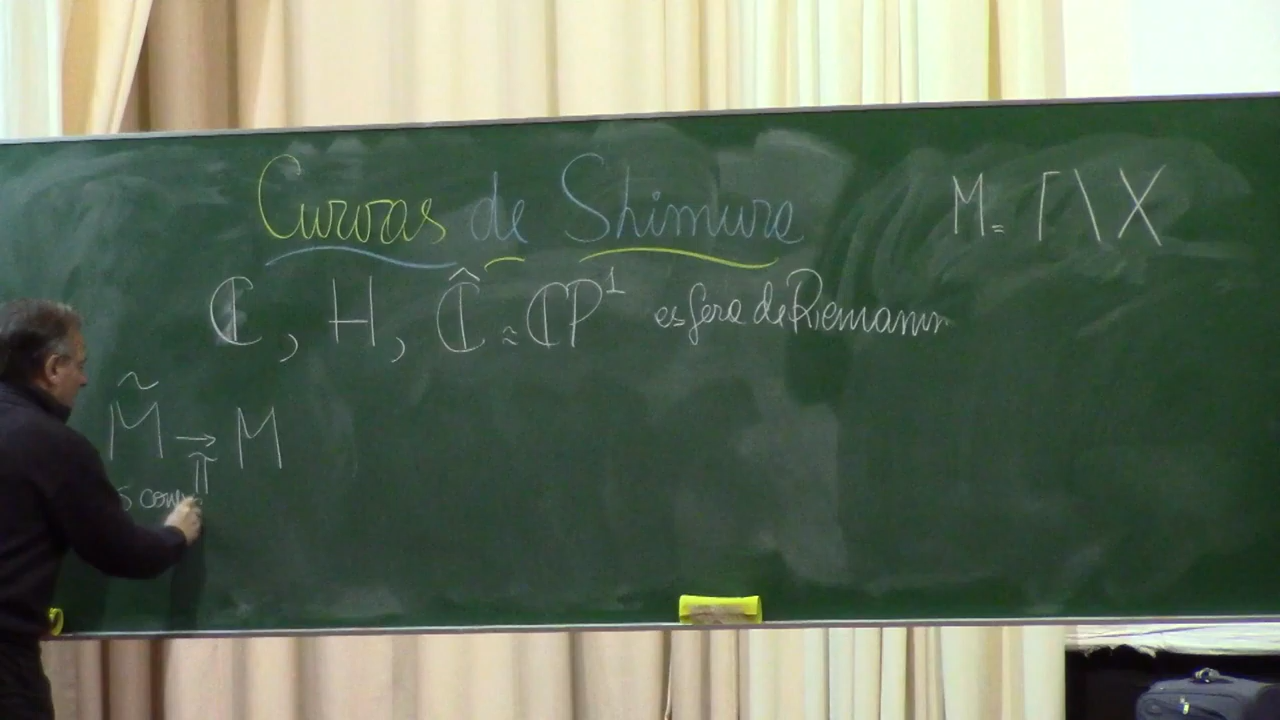 Curvas de Shimura
M = Γ \ X
ℂ, H, Ĉ ≈ ℂP¹ esfera de Riemann
M̃ → M
π